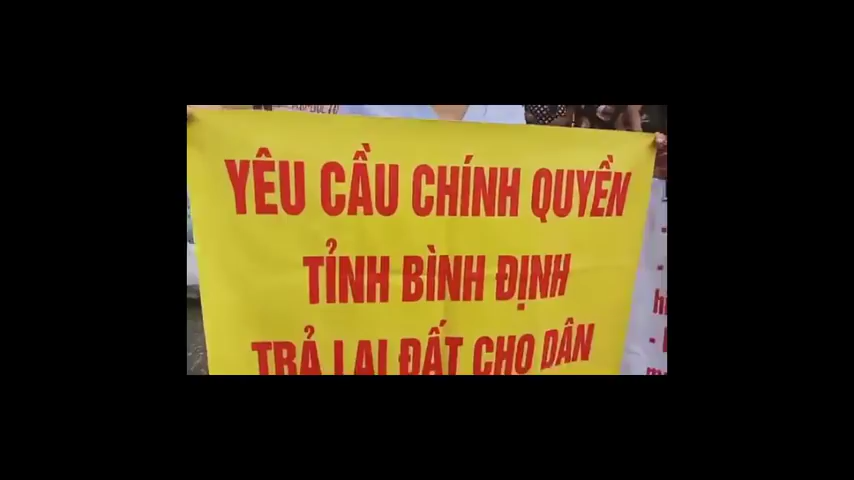 YÊU CẦU CHÍNH QUYỀN
TỈNH BÌNH ĐỊNH
TRẢ LẠI ĐẤT CHO DÂN